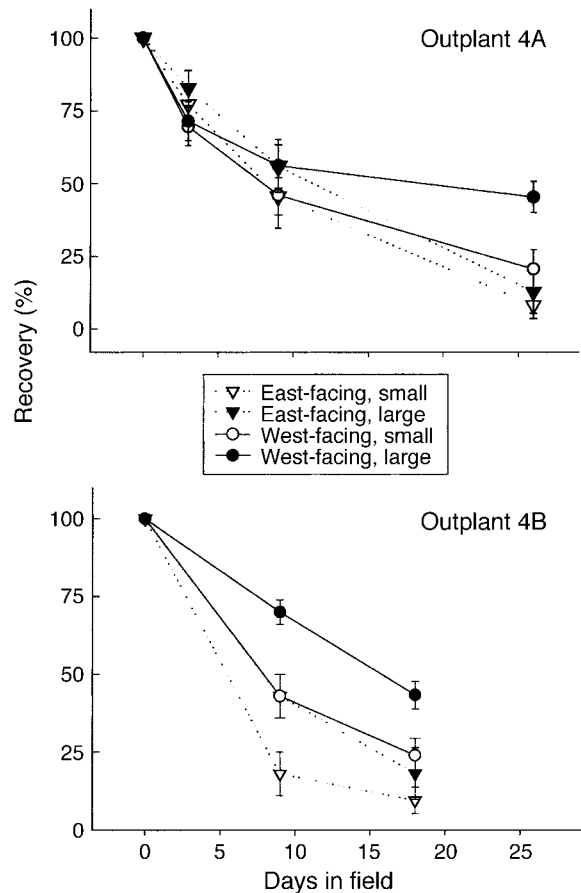 Outplant 4A
100
75
50
25
0
Recovery (%)
East-facing, small
East-facing, large
West-facing, small
West-facing, large
Outplant 4B
100
75
50
25
0
0 5 10 15 20 25
Days in field